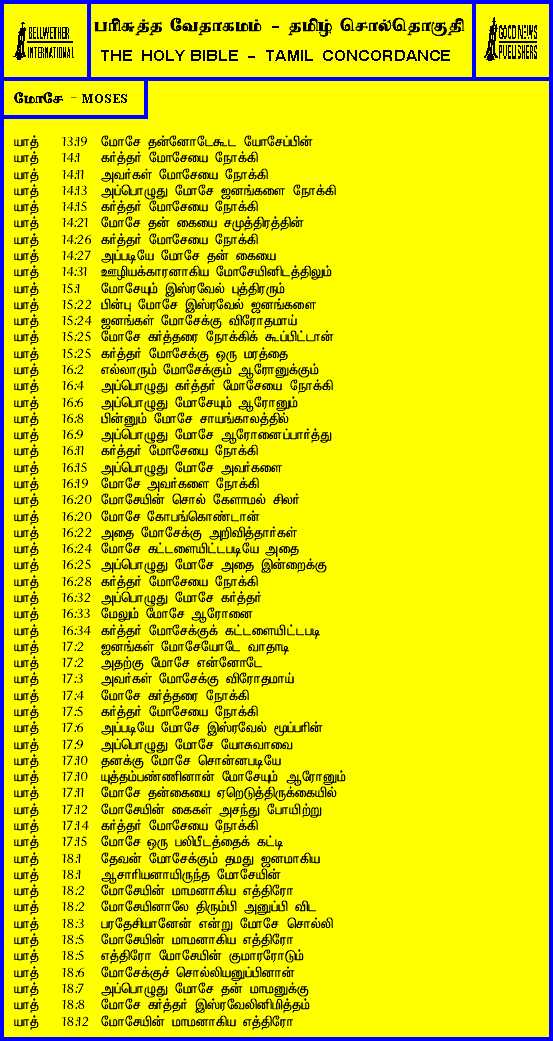 BELLWETHER
INTERNATIONAL
பரிசுத்த வேதாகமம் - தமிழ் சொல்தொகுதி
THE HOLY BIBLE - TAMIL CONCORDANCE
GOOD NEWS
PUBLISHERS
மோசே - MOSES
யாத் 13:19 மோசே தன்னோடேகூட யோசேப்பின்
யாத் 14:1 கர்த்தர் மோசேயை நோக்கி
யாத் 14:11 அவர்கள் மோசேயை நோக்கி
யாத் 14:13 அப்பொழுது மோசே ஜனங்களை நோக்கி
யாத் 14:15 கர்த்தர் மோசேயை நோக்கி
யாத் 14:21 மோசே தன் கையை சமுத்திரத்தின்
யாத் 14:26 கர்த்தர் மோசேயை நோக்கி
யாத் 14:27 அப்படியே மோசே தன் கையை
யாத் 14:31 ஊழியக்காரனாகிய மோசேயினிடத்திலும்
யாத் 15:1 மோசேயும் இஸ்ரவேல் புத்திரரும்
யாத் 15:22 பின்பு மோசே இஸ்ரவேல் ஜனங்களை
யாத் 15:24 ஜனங்கள் மோசேக்கு விரோதமாய்
யாத் 15:25 மோசே கர்த்தரை நோக்கிக் கூப்பிட்டான்
யாத் 15:25 கர்த்தர் மோசேக்கு ஒரு மரத்தை
யாத் 16:2 எல்லாரும் மோசேக்கும் ஆரோனுக்கும்
யாத் 16:4 அப்பொழுது கர்த்தர் மோசேயை நோக்கி
யாத் 16:6 அப்பொழுது மோசேயும் ஆரோனும்
யாத் 16:8 பின்னும் மோசே சாயங்காலத்தில்
யாத் 16:9 அப்பொழுது மோசே ஆரோனைப்பார்த்து
யாத் 16:11 கர்த்தர் மோசேயை நோக்கி
யாத் 16:15 அப்பொழுது மோசே அவர்களை
யாத் 16:19 மோசே அவர்களை நோக்கி
யாத் 16:20 மோசேயின் சொல் கேளாமல் சிலர்
யாத் 16:20 மோசே கோபங்கொண்டான்
யாத் 16:22 அதை மோசேக்கு அறிவித்தார்கள்
யாத் 16:24 மோசே கட்டளையிட்டபடியே அதை
யாத் 16:25 அப்பொழுது மோசே அதை இன்றைக்கு
யாத் 16:28 கர்த்தர் மோசேயை நோக்கி
யாத் 16:32 அப்பொழுது மோசே கர்த்தர்
யாத் 16:33 மேலும் மோசே ஆரோனை
யாத் 16:34 கர்த்தர் மோசேக்குக் கட்டளையிட்டபடி
யாத் 17:2 ஜனங்கள் மோசேயோடே வாதாடி
யாத் 17:2 அதற்கு மோசே என்னோடே
யாத் 17:3 அவர்கள் மோசேக்கு விரோதமாய்
யாத் 17:4 மோசே கர்த்தரை நோக்கி
யாத் 17:5 கர்த்தர் மோசேயை நோக்கி
யாத் 17:6 அப்படியே மோசே இஸ்ரவேல் மூப்பரின்
யாத் 17:9 அப்பொழுது மோசே யோசுவாவை
யாத் 17:10 தனக்கு மோசே சொன்னபடியே
யாத் 17:10 யுத்தம்பண்ணினான் மோசேயும் ஆரோனும்
யாத் 17:11 மோசே தன்கையை ஏறெடுத்திருக்கையில்
யாத் 17:12 மோசேயின் கைகள் அசந்து போயிற்று
யாத் 17:14 கர்த்தர் மோசேயை நோக்கி
யாத் 17:15 மோசே ஒரு பலிபீடத்தைக் கட்டி
யாத் 18:1 தேவன் மோசேக்கும் தமது ஜனமாகிய
யாத் 18:1 ஆசாரியனாயிருந்த மோசேயின்
யாத் 18:2 மோசேயின் மாமனாகிய எத்திரோ
யாத் 18:2 மோசேயினாலே திரும்பி அனுப்பி விட
யாத் 18:3 பரதேசியானேன் என்று மோசே சொல்லி
யாத் 18:5 மோசேயின் மாமனாகிய எத்திரோ
யாத் 18:5 எத்திரோ மோசேயின் குமாரரோடும்
யாத் 18:6 மோசேக்குச் சொல்லியனுப்பினான்
யாத் 18:7 அப்பொழுது மோசே தன் மாமனுக்கு
யாத் 18:8 மோசே கர்த்தர் இஸ்ரவேலினிமித்தம்
யாத் 18:12 மோசேயின் மாமனாகிய எத்திரோ